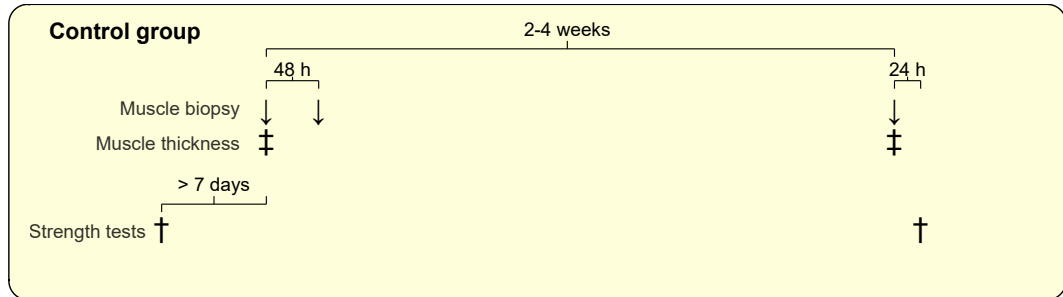 Control group
2-4 weeks
48 h
24 h
Muscle biopsy ↓ ↓ ↓
Muscle thickness ‡ ‡
> 7 days
Strength tests † †